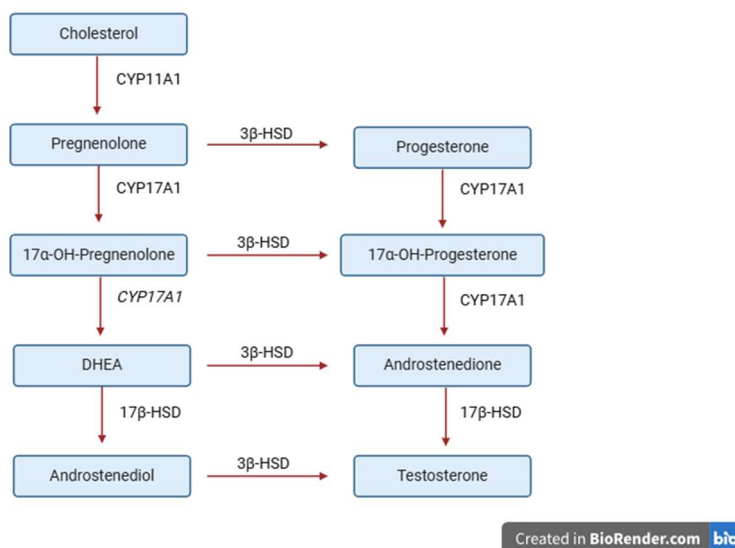 Cholesterol
CYP11A1
Pregnenolone
3β-HSD
Progesterone
CYP17A1
CYP17A1
17α-OH-Pregnenolone
3β-HSD
17α-OH-Progesterone
CYP17A1
CYP17A1
DHEA
3β-HSD
Androstenedione
17β-HSD
17β-HSD
Androstenediol
3β-HSD
Testosterone
Created in BioRender.com bio